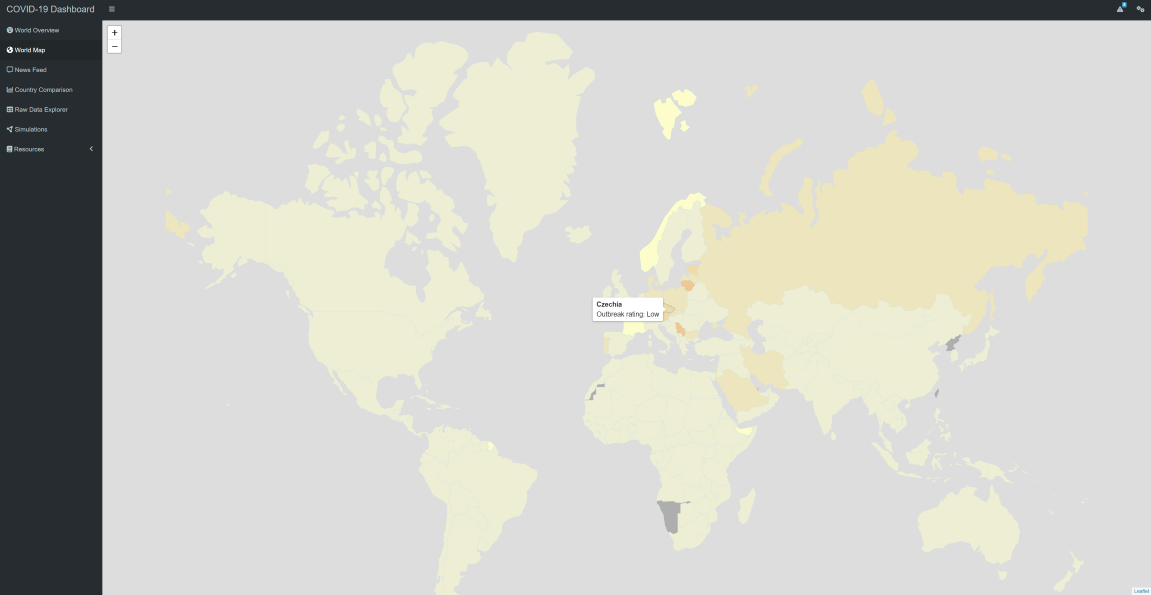 COVID-19 Dashboard
World Overview
World Map
News Feed
Country Comparison
Raw Data Explorer
Simulations
Resources
+
−
Czechia
Outbreak rating: Low
Leaflet